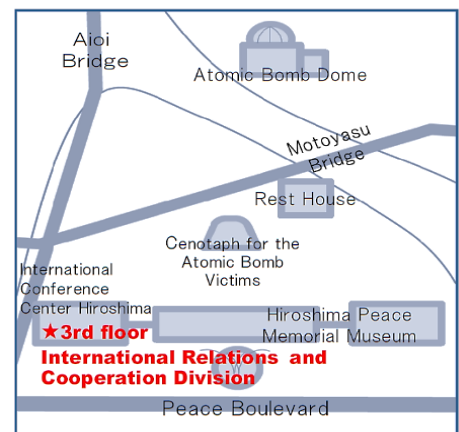 Aioi
Bridge
Atomic Bomb Dome
Motoyasu
Bridge
Rest House
Cenotaph for the
Atomic Bomb
Victims
International
Conference
Center Hiroshima
Hiroshima Peace
Memorial Museum
★3rd floor
International Relations and
Cooperation Division
Peace Boulevard